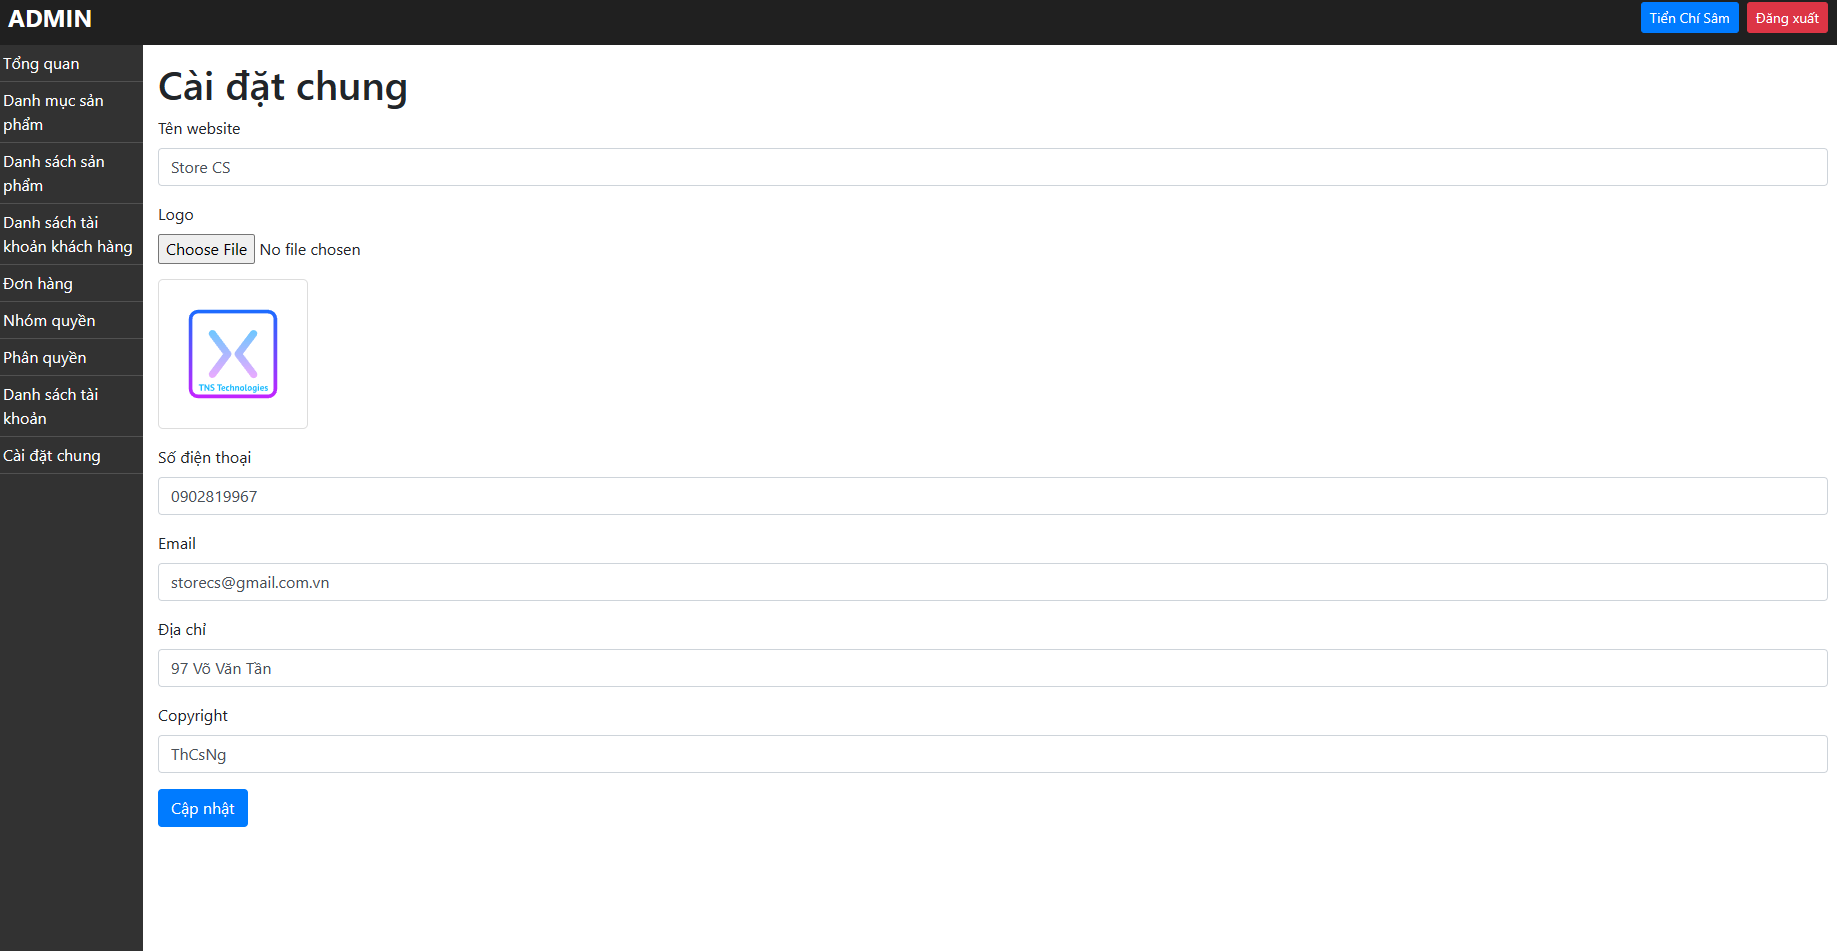 ADMIN
Tiển Chí Sâm
Đăng xuất
Tổng quan
Danh mục sản
phẩm
Danh sách sản
phẩm
Danh sách tài
khoản khách hàng
Đơn hàng
Nhóm quyền
Phân quyền
Danh sách tài
khoản
Cài đặt chung
Cài đặt chung
Tên website
Store CS
Logo
Choose File No file chosen
TNS Technologies
Số điện thoại
0902819967
Email
storecs@gmail.com.vn
Địa chỉ
97 Võ Văn Tần
Copyright
ThCsNg
Cập nhật